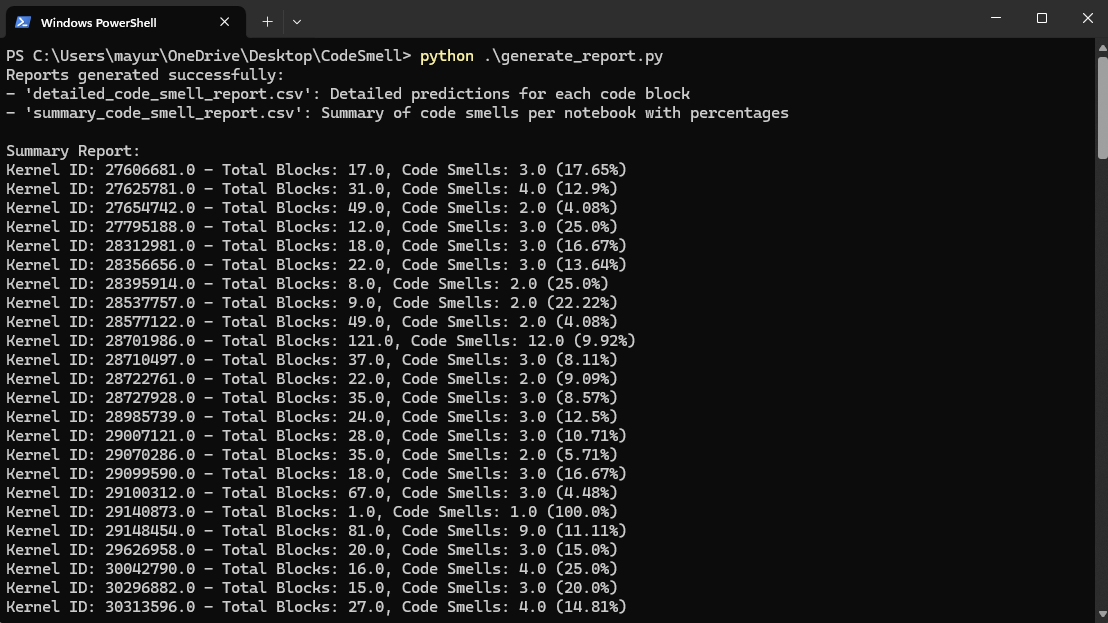 Windows PowerShell
PS C:\Users\mayur\OneDrive\Desktop\CodeSmell> python .\generate_report.py
Reports generated successfully:
- 'detailed_code_smell_report.csv': Detailed predictions for each code block
- 'summary_code_smell_report.csv': Summary of code smells per notebook with percentages
Summary Report:
Kernel ID: 27606681.0 - Total Blocks: 17.0, Code Smells: 3.0 (17.65%)
Kernel ID: 27625781.0 - Total Blocks: 31.0, Code Smells: 4.0 (12.9%)
Kernel ID: 27654742.0 - Total Blocks: 49.0, Code Smells: 2.0 (4.08%)
Kernel ID: 27795188.0 - Total Blocks: 12.0, Code Smells: 3.0 (25.0%)
Kernel ID: 28312981.0 - Total Blocks: 18.0, Code Smells: 3.0 (16.67%)
Kernel ID: 28356656.0 - Total Blocks: 22.0, Code Smells: 3.0 (13.64%)
Kernel ID: 28395914.0 - Total Blocks: 8.0, Code Smells: 2.0 (25.0%)
Kernel ID: 28537757.0 - Total Blocks: 9.0, Code Smells: 2.0 (22.22%)
Kernel ID: 28577122.0 - Total Blocks: 49.0, Code Smells: 2.0 (4.08%)
Kernel ID: 28701986.0 - Total Blocks: 121.0, Code Smells: 12.0 (9.92%)
Kernel ID: 28710497.0 - Total Blocks: 37.0, Code Smells: 3.0 (8.11%)
Kernel ID: 28722761.0 - Total Blocks: 22.0, Code Smells: 2.0 (9.09%)
Kernel ID: 28727928.0 - Total Blocks: 35.0, Code Smells: 3.0 (8.57%)
Kernel ID: 28985739.0 - Total Blocks: 24.0, Code Smells: 3.0 (12.5%)
Kernel ID: 29007121.0 - Total Blocks: 28.0, Code Smells: 3.0 (10.71%)
Kernel ID: 29070286.0 - Total Blocks: 35.0, Code Smells: 2.0 (5.71%)
Kernel ID: 29099590.0 - Total Blocks: 18.0, Code Smells: 3.0 (16.67%)
Kernel ID: 29100312.0 - Total Blocks: 67.0, Code Smells: 3.0 (4.48%)
Kernel ID: 29140873.0 - Total Blocks: 1.0, Code Smells: 1.0 (100.0%)
Kernel ID: 29148454.0 - Total Blocks: 81.0, Code Smells: 9.0 (11.11%)
Kernel ID: 29626958.0 - Total Blocks: 20.0, Code Smells: 3.0 (15.0%)
Kernel ID: 30042790.0 - Total Blocks: 16.0, Code Smells: 4.0 (25.0%)
Kernel ID: 30296882.0 - Total Blocks: 15.0, Code Smells: 3.0 (20.0%)
Kernel ID: 30313596.0 - Total Blocks: 27.0, Code Smells: 4.0 (14.81%)